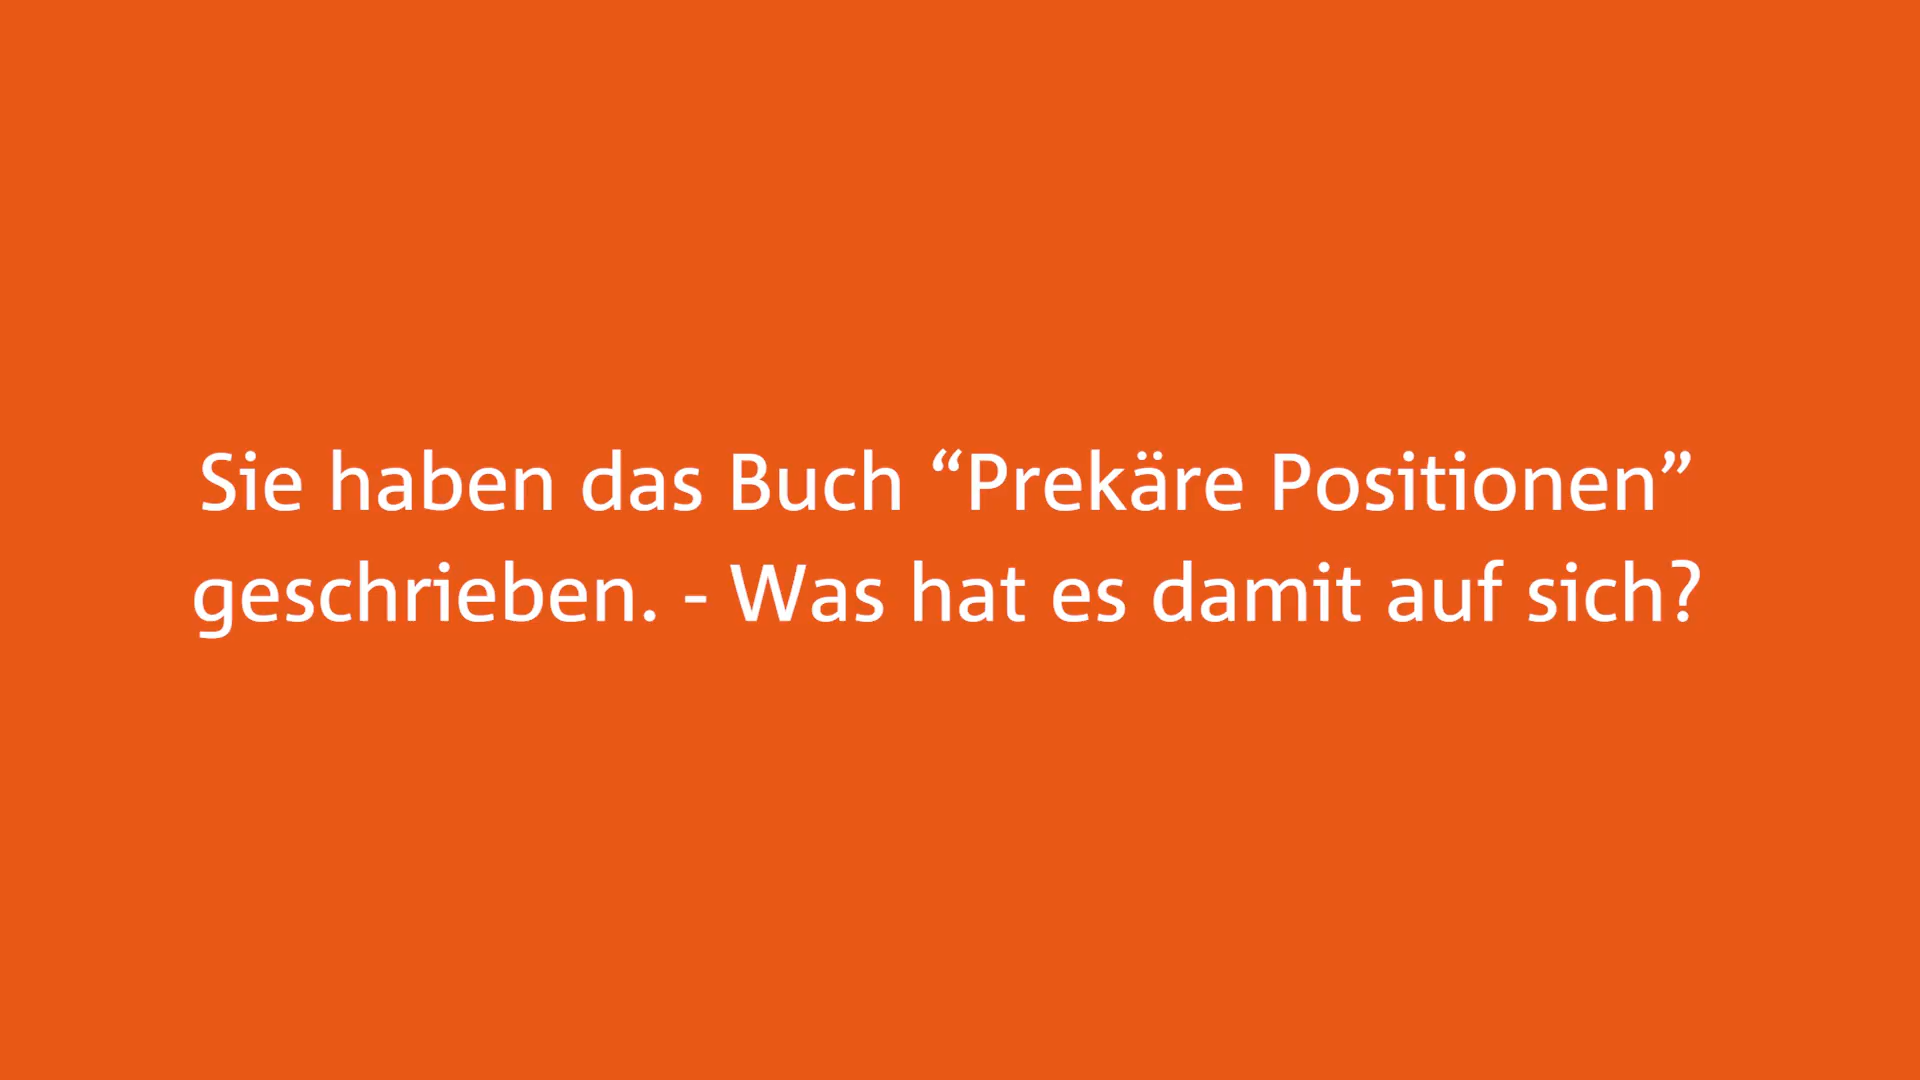 Sie haben das Buch “Prekäre Positionen”
geschrieben. - Was hat es damit auf sich?